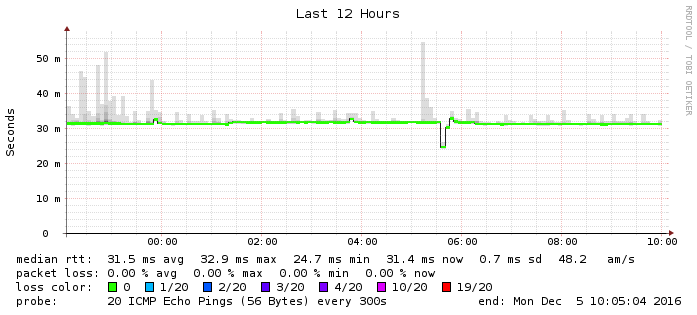 Last 12 Hours
RRDTOOL / TOBI OETIKER
Seconds
50 m
40 m
30 m
20 m
10 m
0
00:00 02:00 04:00 06:00 08:00 10:00
median rtt: 31.5 ms avg 32.9 ms max 24.7 ms min 31.4 ms now 0.7 ms sd 48.2 am/s
packet loss: 0.00 % avg 0.00 % max 0.00 % min 0.00 % now
loss color: 0 1/20 2/20 3/20 4/20 10/20 19/20
probe: 20 ICMP Echo Pings (56 Bytes) every 300s end: Mon Dec 5 10:05:04 2016